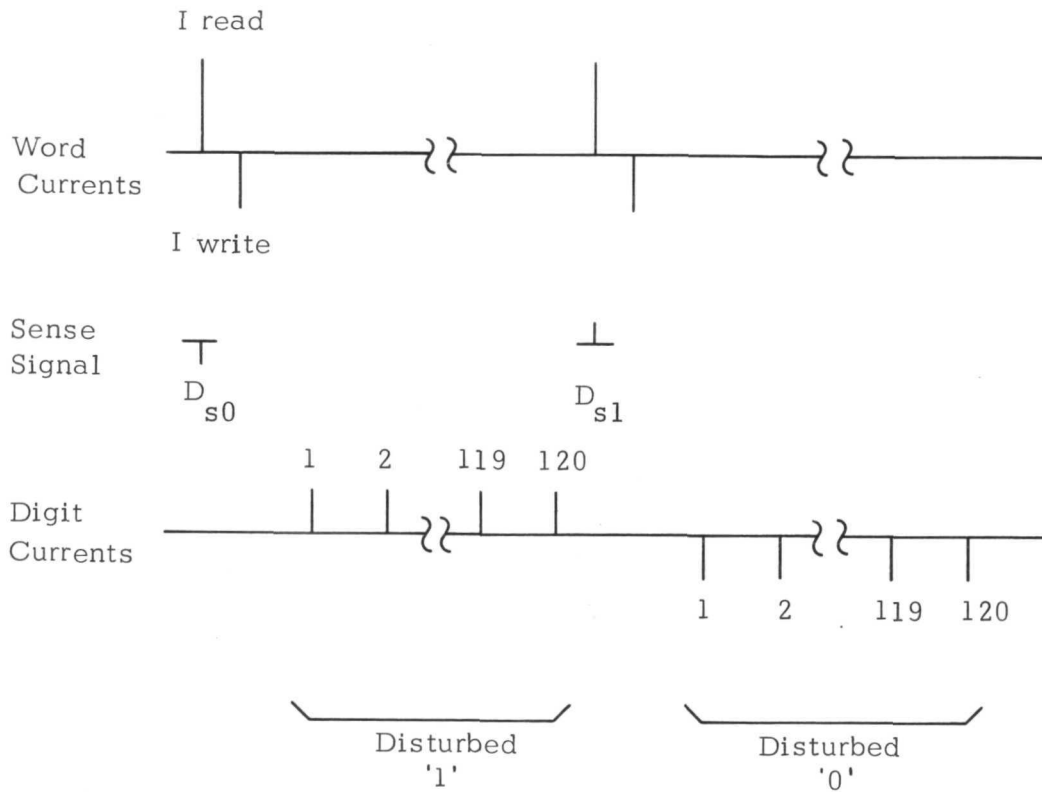 I read
Word
Currents
I write
Sense
Signal
D_s0
D_s1
1 2 119 120
Digit
Currents
1 2 119 120
Disturbed
'1'
Disturbed
'0'